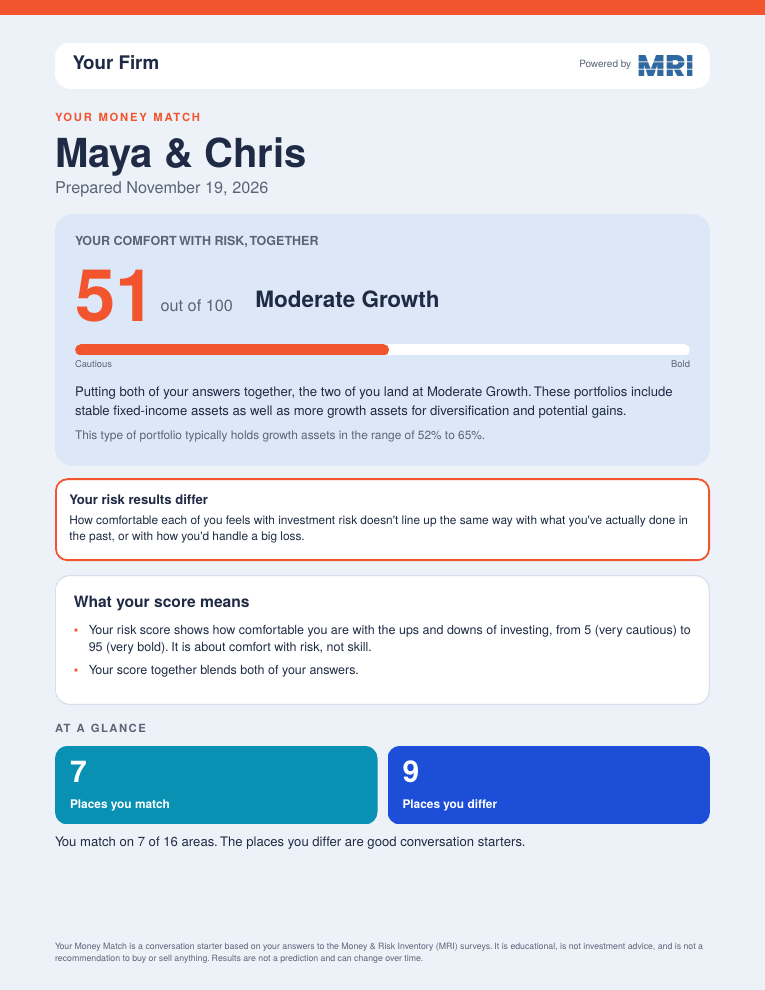 Your Firm
Powered by MRI
YOUR MONEY MATCH
Maya & Chris
Prepared November 19, 2026
YOUR COMFORT WITH RISK, TOGETHER
51 out of 100 Moderate Growth
Cautious Bold
Putting both of your answers together, the two of you land at Moderate Growth. These portfolios include
stable fixed-income assets as well as more growth assets for diversification and potential gains.
This type of portfolio typically holds growth assets in the range of 52% to 65%.
Your risk results differ
How comfortable each of you feels with investment risk doesn't line up the same way with what you've actually done in
the past, or with how you'd handle a big loss.
What your score means
• Your risk score shows how comfortable you are with the ups and downs of investing, from 5 (very cautious) to
95 (very bold). It is about comfort with risk, not skill.
• Your score together blends both of your answers.
AT A GLANCE
7
Places you match
9
Places you differ
You match on 7 of 16 areas. The places you differ are good conversation starters.
Your Money Match is a conversation starter based on your answers to the Money & Risk Inventory (MRI) surveys. It is educational, is not investment advice, and is not a
recommendation to buy or sell anything. Results are not a prediction and can change over time.